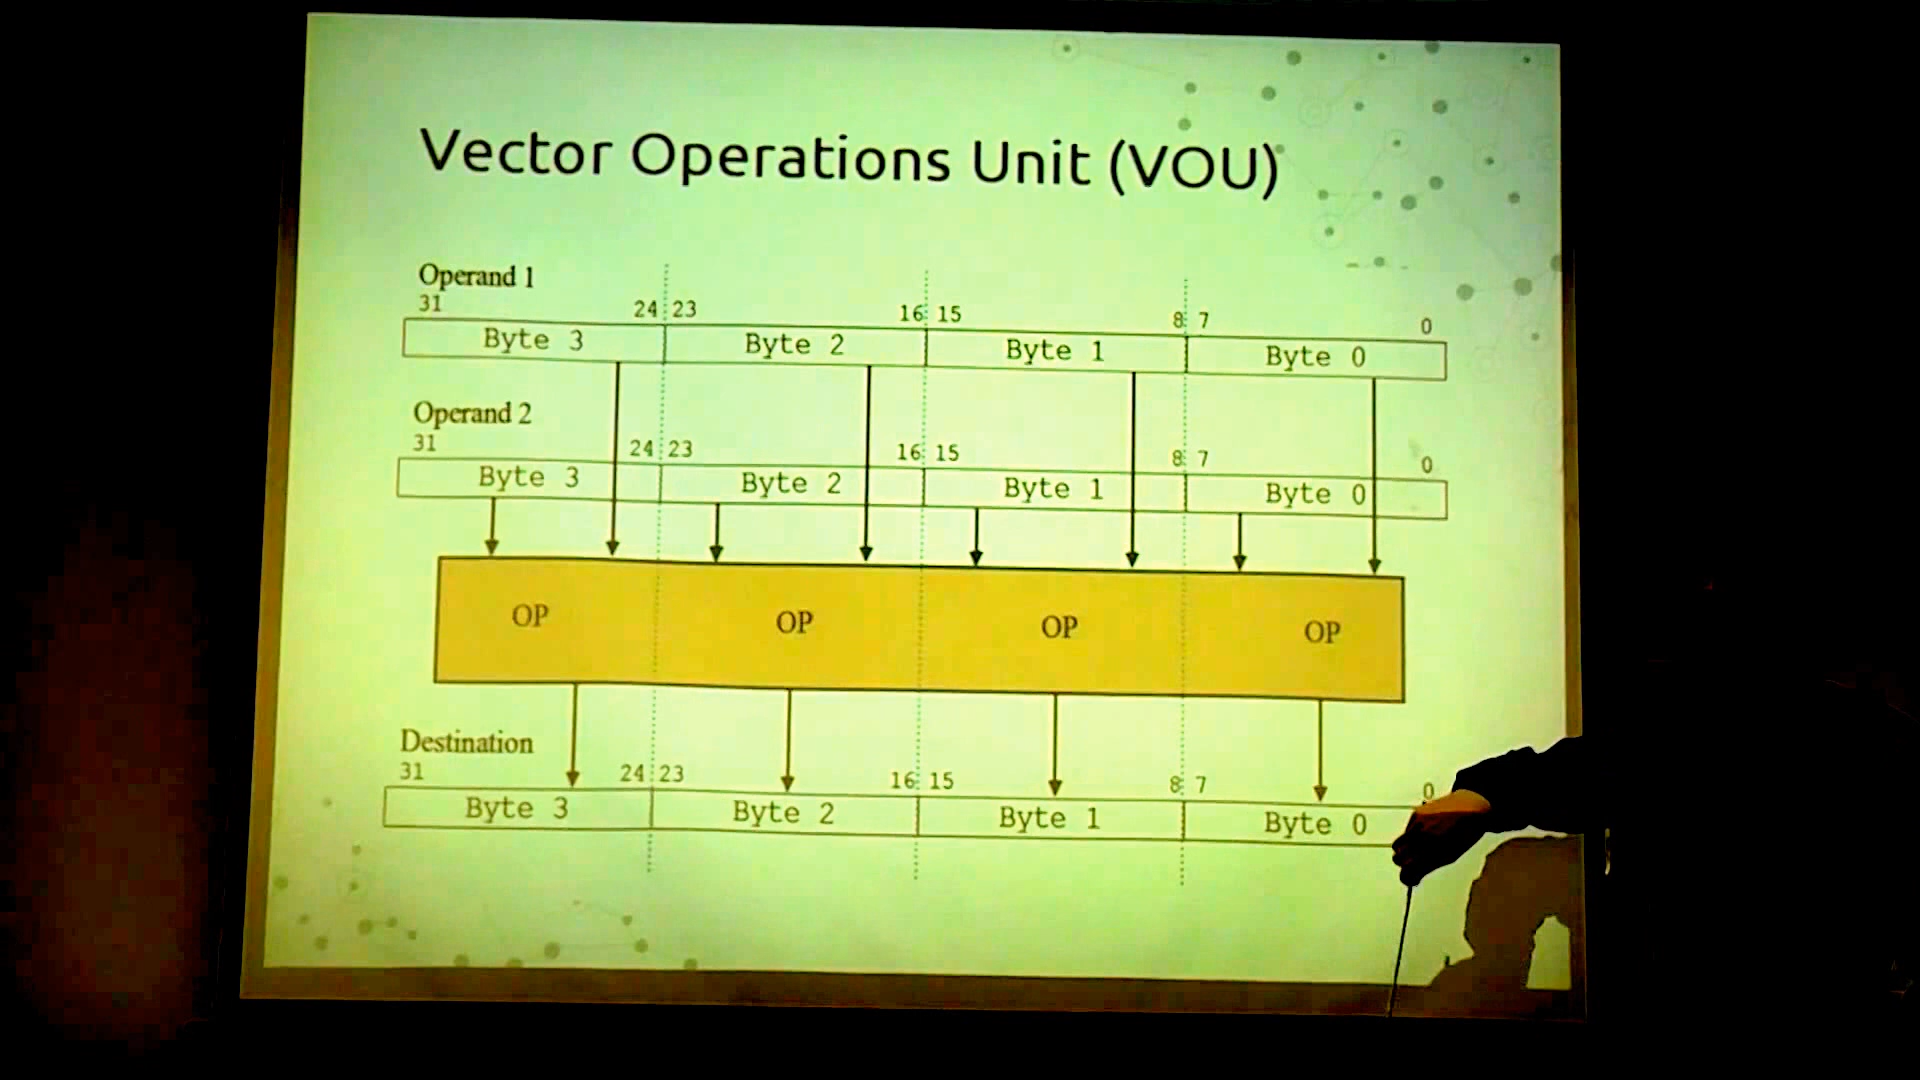 Vector Operations Unit (VOU)
Operand 1
31 24 23 16 15 8 7 0
Byte 3 Byte 2 Byte 1 Byte 0
Operand 2
31 24 23 16 15 8 7 0
Byte 3 Byte 2 Byte 1 Byte 0
OP OP OP OP
Destination
31 24 23 16 15 8 7 0
Byte 3 Byte 2 Byte 1 Byte 0